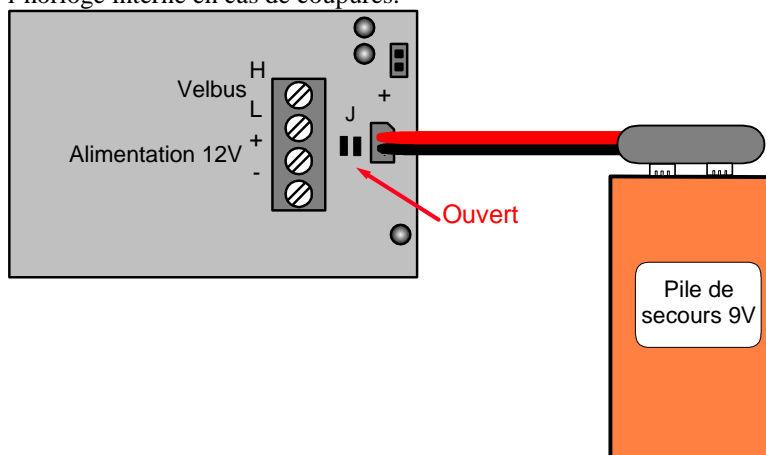 l'horloge interne en cas de coupures.
H
Velbus
L
J
+
Alimentation 12V
+
-
Ouvert
Pile de
secours 9V